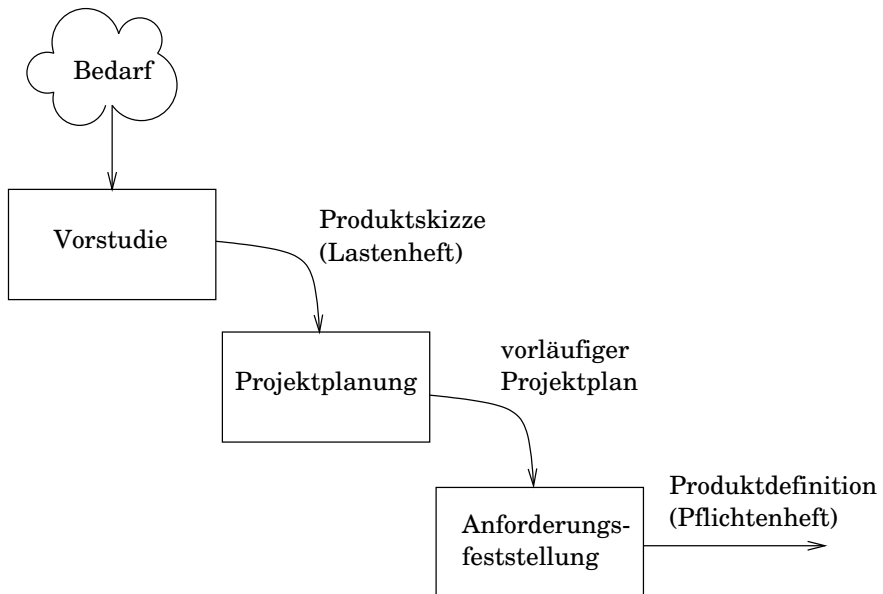 Bedarf
Vorstudie
Produktskizze
(Lastenheft)
Projektplanung
vorläufiger
Projektplan
Anforderungs-
feststellung
Produktdefinition
(Pflichtenheft)